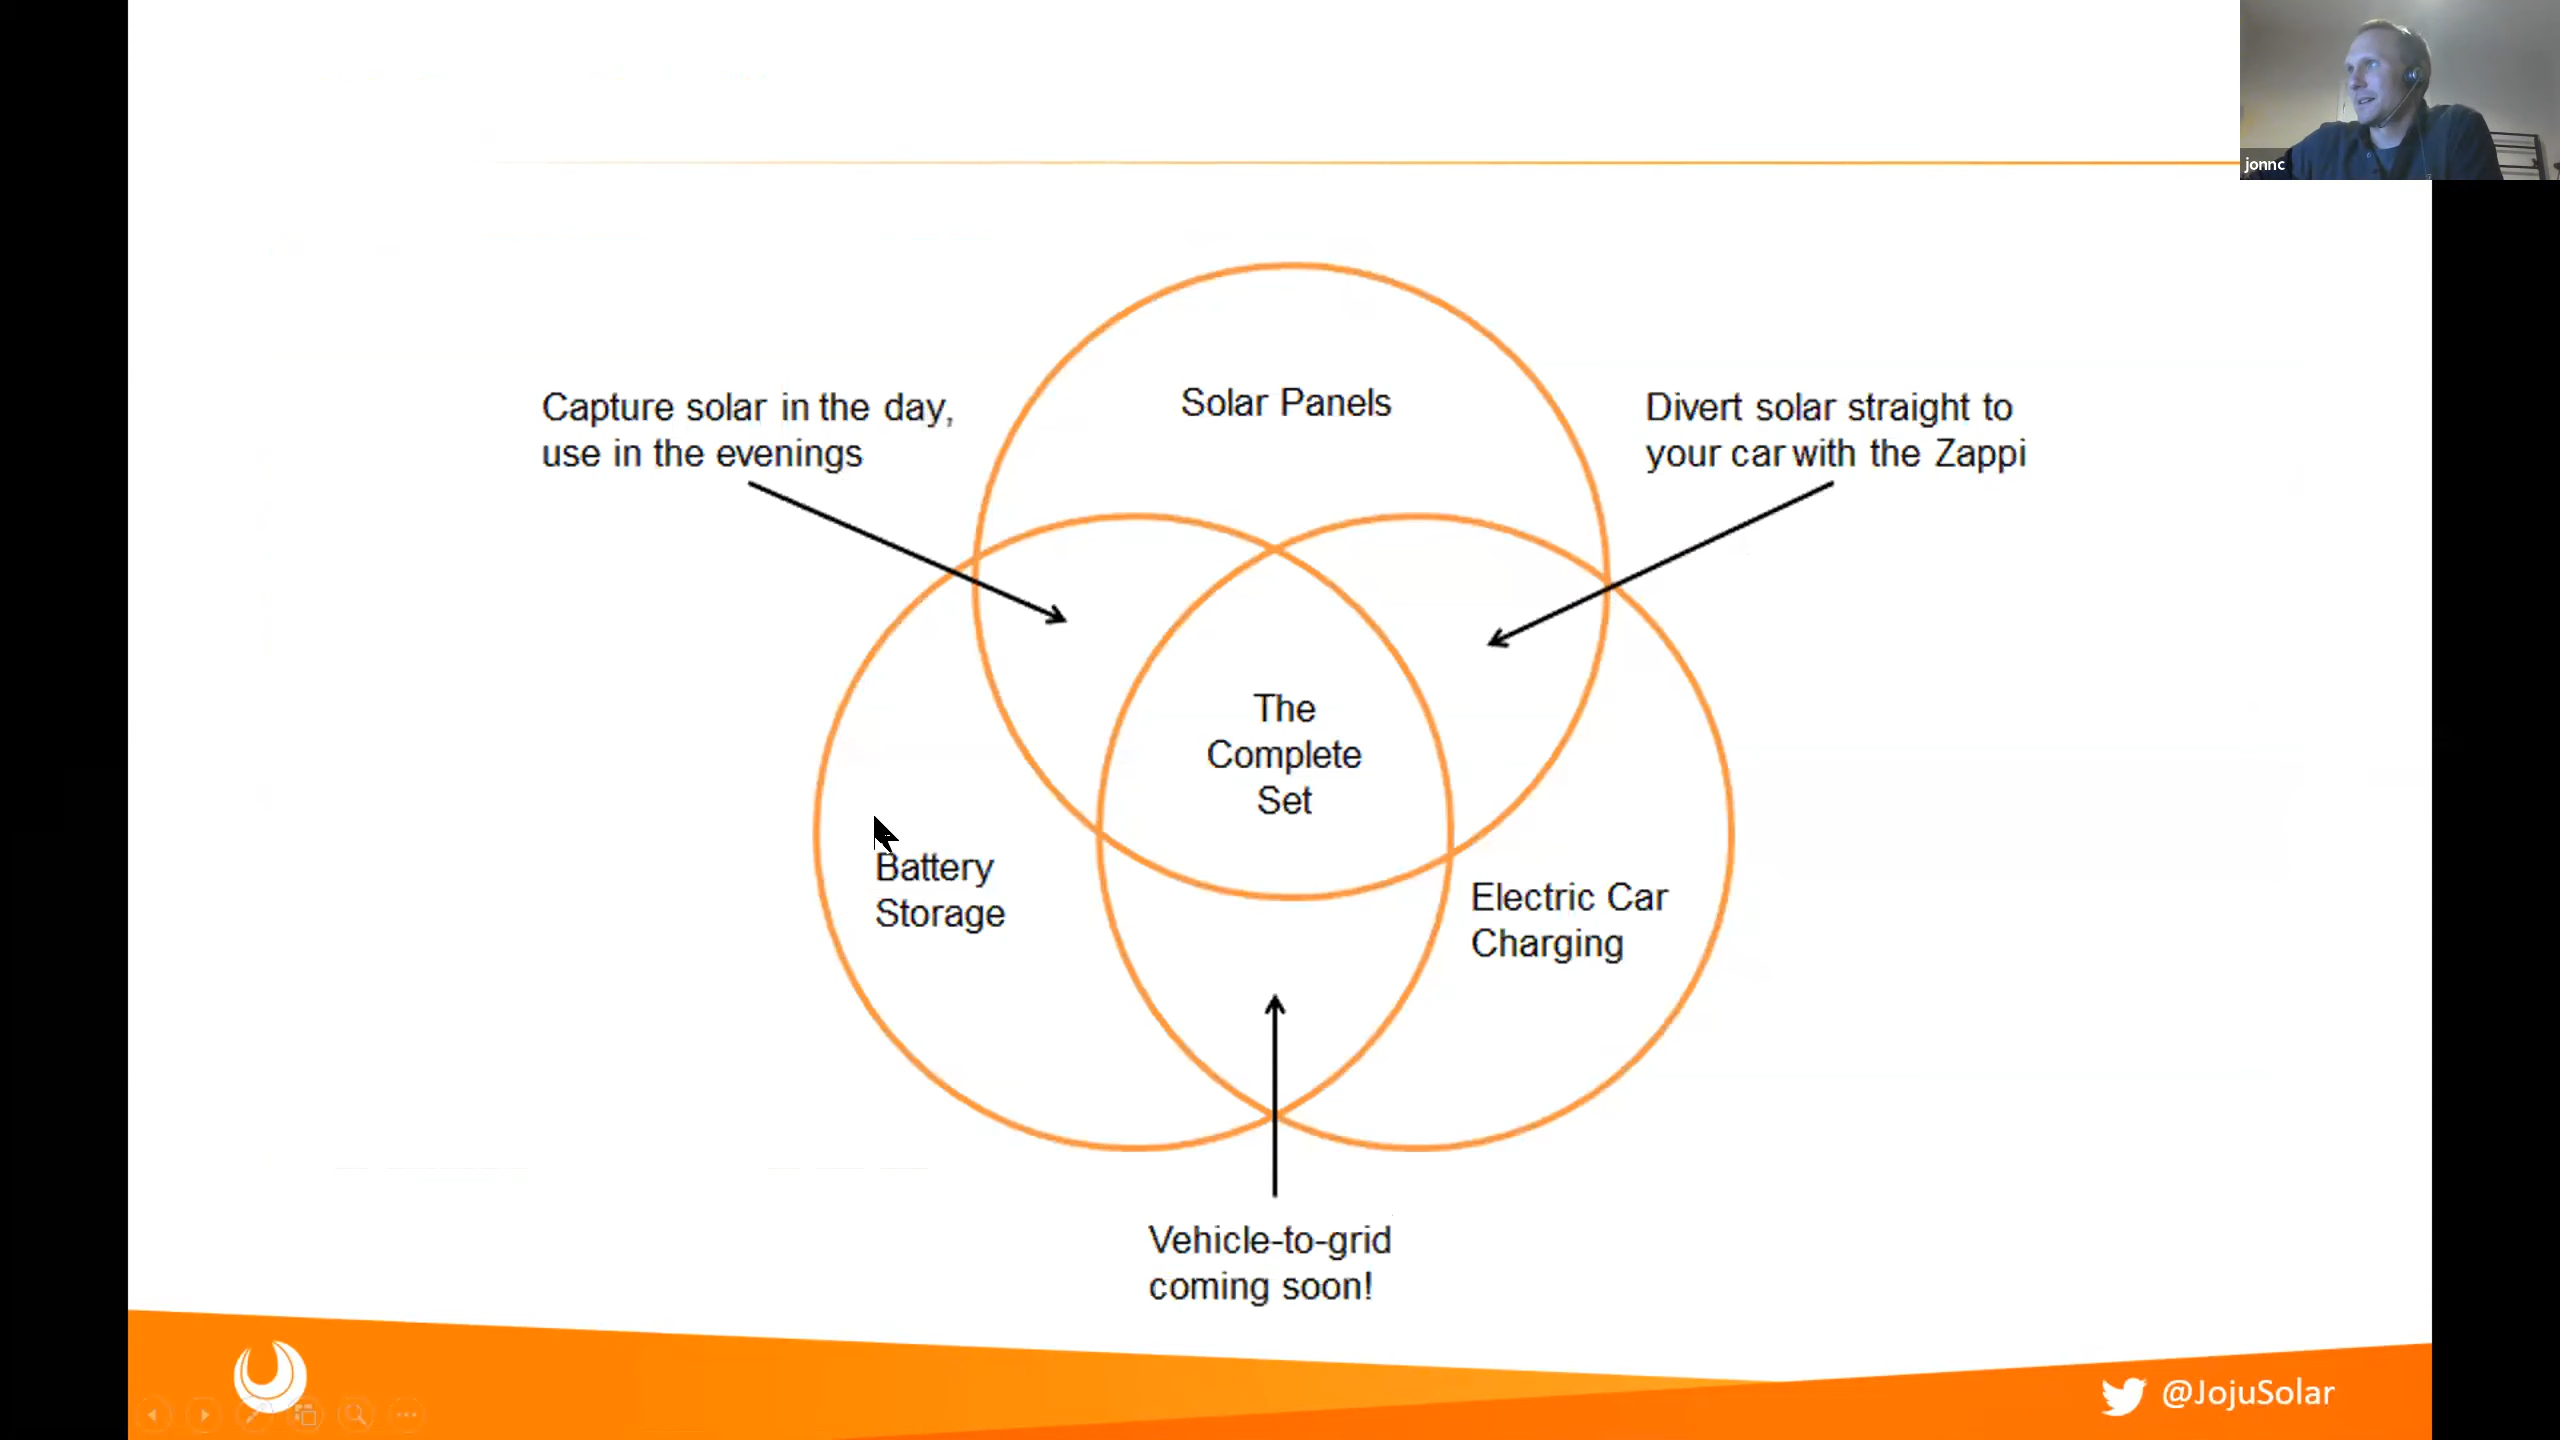 jonnc
Solar Panels
Capture solar in the day,
use in the evenings
Divert solar straight to
your car with the Zappi
The
Complete
Set
Battery
Storage
Electric Car
Charging
Vehicle-to-grid
coming soon!
@JojuSolar